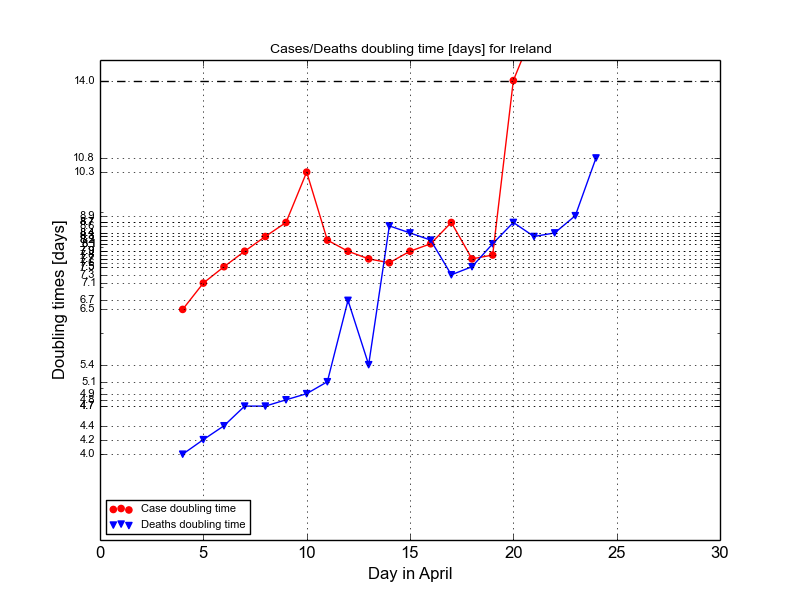 Cases/Deaths doubling time [days] for Ireland
Doubling times [days]
14.0
10.8
10.3
8.9
8.7
7.3
7.1
6.7
6.5
5.4
5.1
4.9
4.7
4.4
4.2
4.0
Case doubling time
Deaths doubling time
0 5 10 15 20 25 30
Day in April